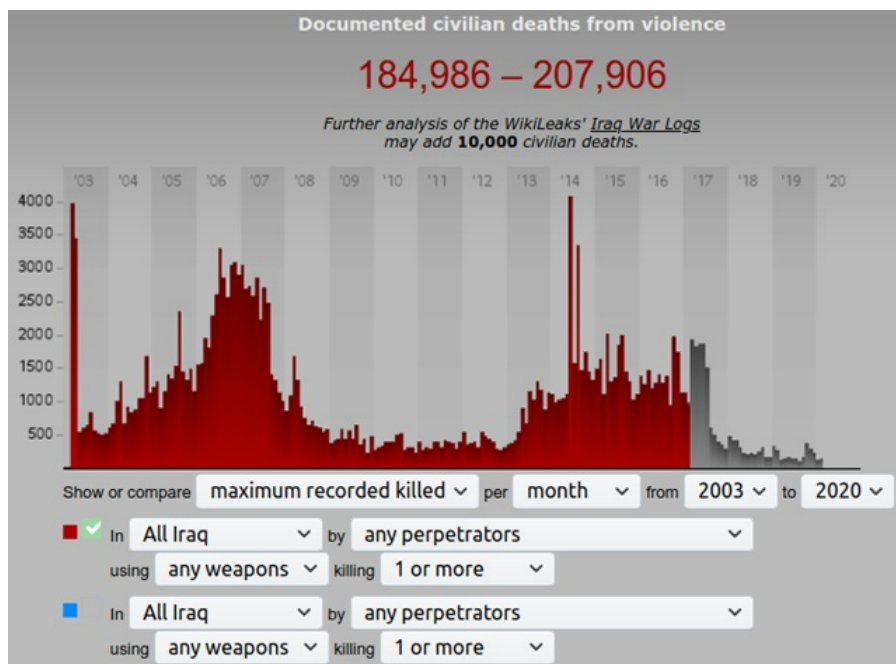 Documented civilian deaths from violence
184,986 – 207,906
Further analysis of the WikiLeaks' Iraq War Logs
may add 10,000 civilian deaths.
'03 '04 '05 '06 '07 '08 '09 '10 '11 '12 '13 '14 '15 '16 '17 '18 '19 '20
4000
3500
3000
2500
2000
1500
1000
500
Show or compare maximum recorded killed per month from 2003 to 2020
In All Iraq by any perpetrators
using any weapons killing 1 or more
In All Iraq by any perpetrators
using any weapons killing 1 or more